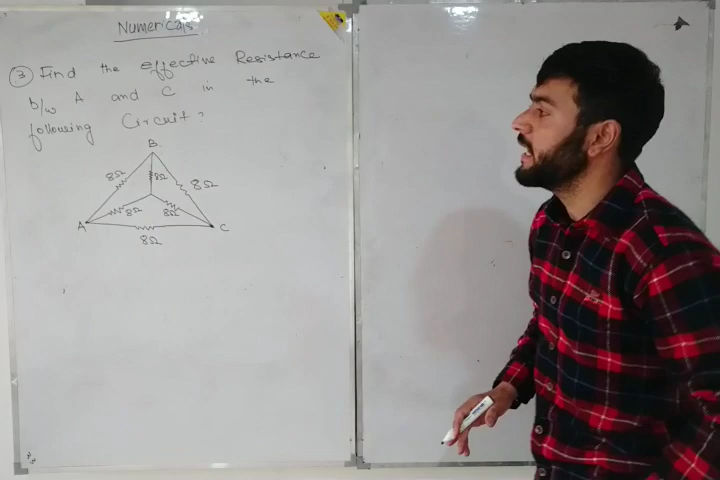 Numericals
③ Find the effective Resistance
b/w A and C in the
following Circuit?
B
8Ω 8Ω 8Ω
8Ω 8Ω
A C
8Ω